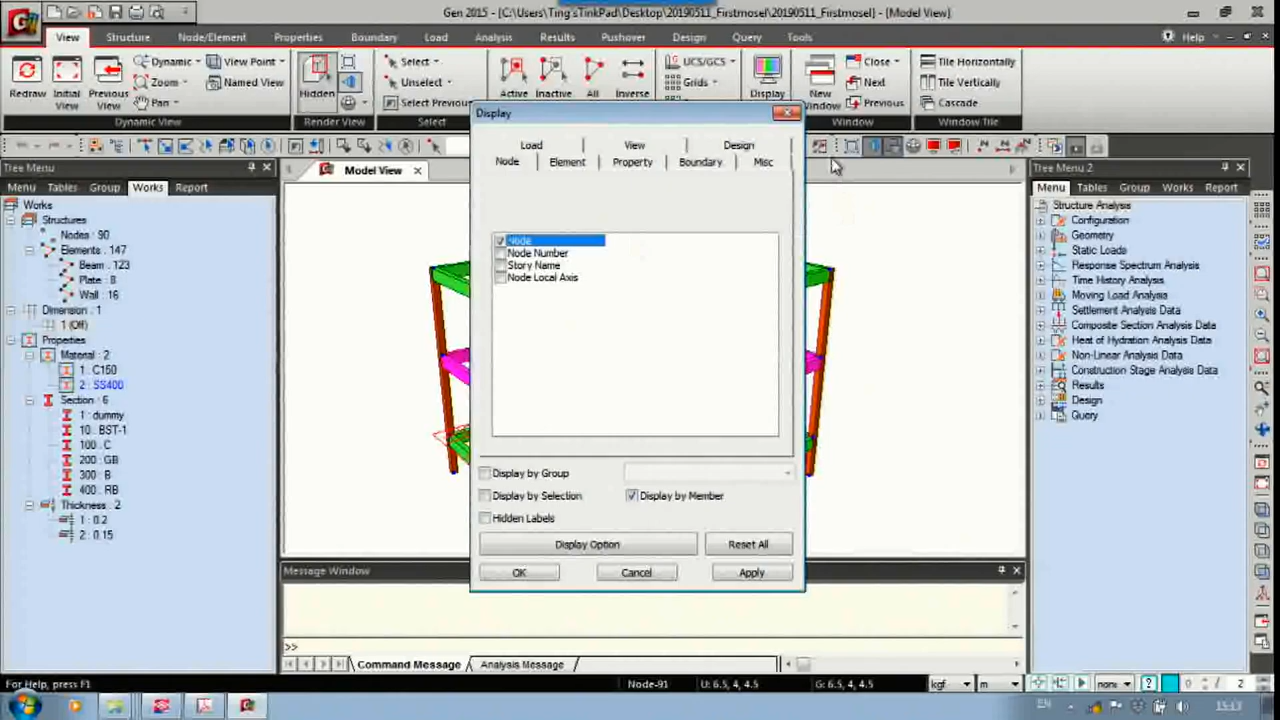 Gen 2015 - [C:\Users\Ting'sTinkPad\Desktop\20190511_Firstmosel\20190511_Firstmosel] - [Model View]
View Structure Node/Element Properties Boundary Load Analysis Results Pushover Design Query Tools Help
Redraw Initial View Previous View Dynamic Zoom Pan View Point Named View
Hidden Select Unselect Select Previous
Active Inactive All Inverse UCS/GCS Grids Display
New Window Close Next Previous Tile Horizontally Tile Vertically Cascade
Dynamic View Render View Select Window Window Tile
Tree Menu
Menu Tables Group Works Report
Works
Structures
Nodes : 90
Elements : 147
Beam : 123
Plate : 8
Wall : 16
Dimension : 1
1 (Off)
Properties
Material : 2
1 : C150
2 : SS400
Section : 6
1 : dummy
10 : BST-1
100 : C
200 : GB
300 : B
400 : RB
Thickness : 2
1 : 0.2
2 : 0.15
Model View
Display
Load View Design
Node Element Property Boundary Misc
Node
Node Number
Story Name
Node Local Axis
Display by Group
Display by Selection Display by Member
Hidden Labels
Display Option Reset All
OK Cancel Apply
Message Window
>>
Command Message Analysis Message
Tree Menu 2
Menu Tables Group Works Report
Structure Analysis
Configuration
Geometry
Static Loads
Response Spectrum Analysis
Time History Analysis
Moving Load Analysis
Settlement Analysis Data
Composite Section Analysis Data
Heat of Hydration Analysis Data
Non-Linear Analysis Data
Construction Stage Analysis Data
Results
Design
Query
For Help, press F1 Node-91 U: 6.5, 4, 4.5 G: 6.5, 4, 4.5 kgf m none ? 0 / 2
EN 15:13